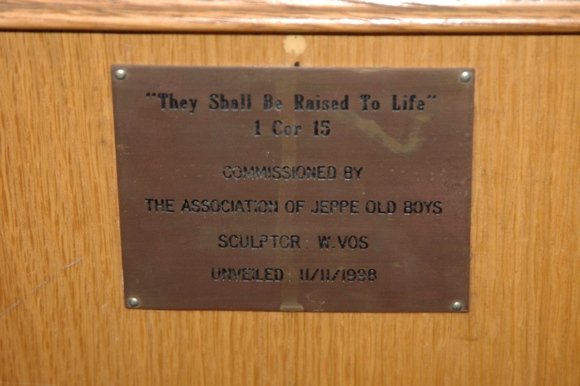 "They Shall Be Raised To Life"
1 Cor 15
COMMISSIONED BY
THE ASSOCIATION OF JEPPE OLD BOYS
SCULPTOR : W.VOS
UNVEILED : 11/11/1998